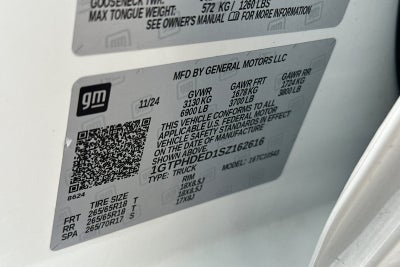 GOOSENECK TWR:
MAX TONGUE WEIGHT: 572 KG / 1260 LBS
SEE OWNER'S MANUAL FOR MORE INFORMATION
gm
MFD BY GENERAL MOTORS LLC
11/24 GVWR GAWR FRT GAWR RR
3130 KG 1678 KG 1724 KG
6900 LB 3700 LB 3800 LB
THIS VEHICLE CONFORMS TO ALL
APPLICABLE U.S. FEDERAL MOTOR
VEHICLE SAFETY STANDARDS IN
EFFECT ON THE DATE OF
MANUFACTURE SHOWN ABOVE.
1GTPHDED1SZ162616
TYPE: TRUCK MODEL:
8624
TIRE SIZE RIM
FRT 265/65R18 T 18X8.5J
RR 265/65R18 T 18X8.5J
SPA 265/70R17 S 17X8J